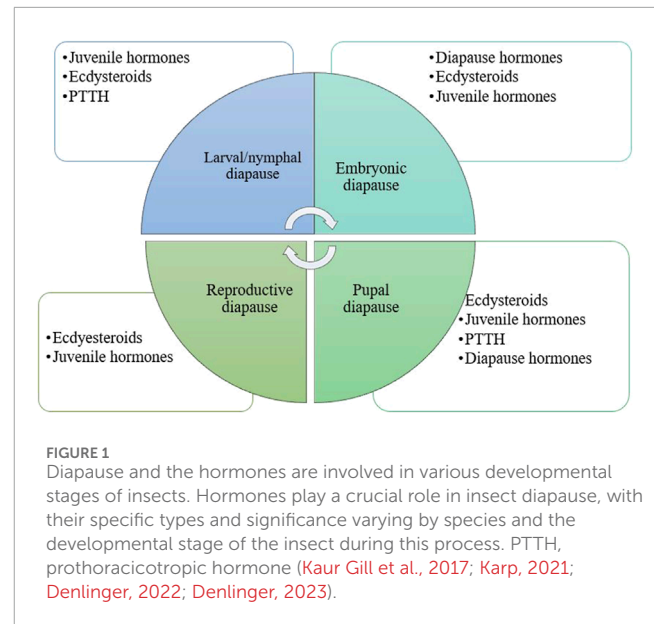 •Juvenile hormones
•Ecdysteroids
•PTTH
•Diapause hormones
•Ecdysteroids
•Juvenile hormones
Larval/nymphal
diapause
Embryonic
diapause
Reproductive
diapause
Pupal
diapause
•Ecdyesteroids
•Juvenile hormones
Ecdysteroids
•Juvenile hormones
•PTTH
•Diapause hormones
FIGURE 1
Diapause and the hormones are involved in various developmental
stages of insects. Hormones play a crucial role in insect diapause, with
their specific types and significance varying by species and the
developmental stage of the insect during this process. PTTH,
prothoracicotropic hormone (Kaur Gill et al., 2017; Karp, 2021;
Denlinger, 2022; Denlinger, 2023).